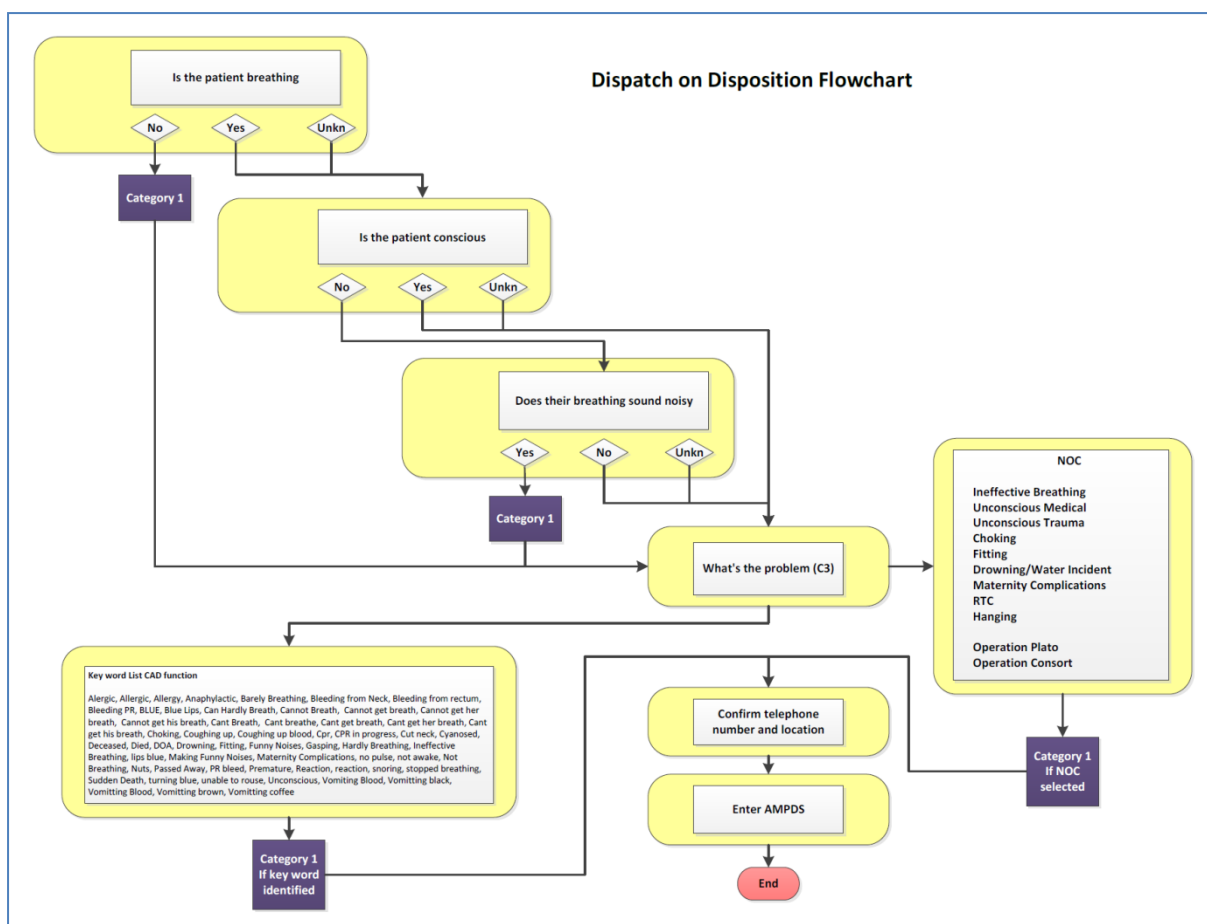 Dispatch on Disposition Flowchart
Is the patient breathing
No
Yes
Unkn
Category 1
Is the patient conscious
No
Yes
Unkn
Does their breathing sound noisy
Yes
No
Unkn
Category 1
What's the problem (C3)
NOC
Ineffective Breathing
Unconscious Medical
Unconscious Trauma
Choking
Fitting
Drowning/Water Incident
Maternity Complications
RTC
Hanging
Operation Plato
Operation Consort
Category 1
If NOC
selected
Key word List CAD function
Alergic, Allergic, Allergy, Anaphylactic, Barely Breathing, Bleeding from Neck, Bleeding from rectum,
Bleeding PR, BLUE, Blue Lips, Can Hardly Breath, Cannot Breath, Cannot get breath, Cannot get her
breath, Cannot get his breath, Cant Breath, Cant breathe, Cant get breath, Cant get her breath, Cant
get his breath, Choking, Coughing up, Coughing up blood, Cpr, CPR in progress, Cut neck, Cyanosed,
Deceased, Died, DOA, Drowning, Fitting, Funny Noises, Gasping, Hardly Breathing, Ineffective
Breathing, lips blue, Making Funny Noises, Maternity Complications, no pulse, not awake, Not
Breathing, Nuts, Passed Away, PR bleed, Premature, Reaction, reaction, snoring, stopped breathing,
Sudden Death, turning blue, unable to rouse, Unconscious, Vomiting Blood, Vomitting black,
Vomitting Blood, Vomitting brown, Vomitting coffee
Category 1
If key word
identified
Confirm telephone
number and location
Enter AMPDS
End